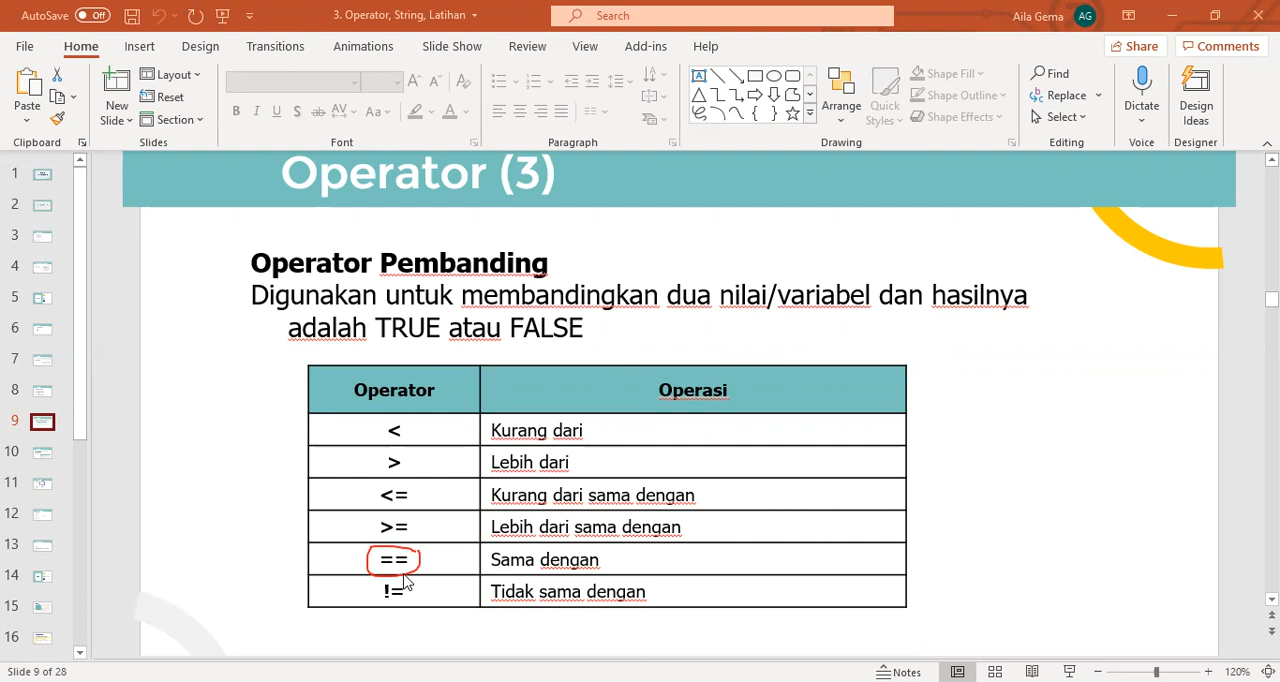 AutoSave Off
3. Operator, String, Latihan
Search
Aila Gema AG
File Home Insert Design Transitions Animations Slide Show Review View Add-ins Help Share Comments
Paste
New Slide
Layout
Reset
Section
B I U S ab AV Aa A
Arrange
Quick Styles
Shape Fill
Shape Outline
Shape Effects
Find
Replace
Select
Dictate
Design Ideas
Clipboard Slides Font Paragraph Drawing Editing Voice Designer
1
2
3
4
5
6
7
8
9
10
11
12
13
14
15
16
Operator (3)
Operator Pembanding
Digunakan untuk membandingkan dua nilai/variabel dan hasilnya
adalah TRUE atau FALSE
Operator Operasi
< Kurang dari
> Lebih dari
<= Kurang dari sama dengan
>= Lebih dari sama dengan
== Sama dengan
!= Tidak sama dengan
Slide 9 of 28 Notes 120%